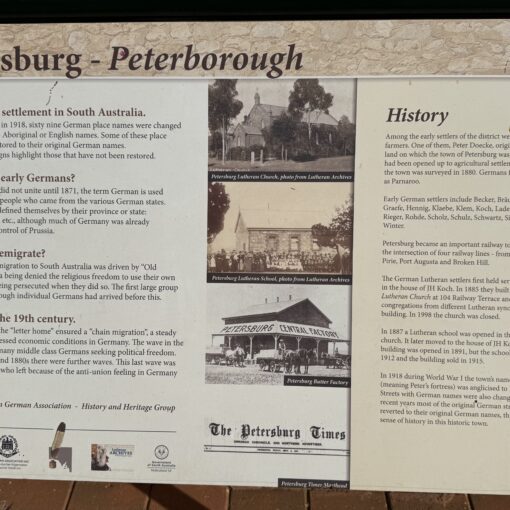 sburg - Peterborough
settlement in South Australia.
in 1918, sixty nine German place names were changed
Aboriginal or English names. Some of these place
tored to their original German names.
gns highlight those that have not been restored.
early Germans?
did not unite until 1871, the term German is used
people who came from the various German states.
defined themselves by their province or state:
etc., although much of Germany was already
ontrol of Prussia.
emigrate?
migration to South Australia was driven by "Old
s being denied the religious freedom to use their own
eing persecuted when they did so. The first large group
ough individual Germans had arrived before this.
the 19th century.
the "letter home" ensured a "chain migration", a steady
essed economic conditions in Germany. The wave in the
many middle class Germans seeking political freedom.
nd 1880s there were further waves. This last wave was
who left because of the anti-union feeling in Germany
n German Association - History and Heritage Group
Petersburg Lutheran Church, photo from Lutheran Archives
Petersburg Lutheran School, photo from Lutheran Archives
PETERSBURG CENTRAL FACTORY
Petersburg Butter Factory
The Petersburg Times
Petersburg Times Masthead
History
Among the early settlers of the district we
farmers. One of them, Peter Doecke, origin
land on which the town of Petersburg was
had been opened up to agricultural settlem
the town was surveyed in 1880. Germans f
as Parnaroo.
Early German settlers include Becker, Bräu
Graefe, Hennig, Klaebe, Klem, Koch, Lade
Rieger, Rohde, Scholz, Schulz, Schwartz, Si
Winter.
Petersburg became an important railway to
the intersection of four railway lines - from
Pirie, Port Augusta and Broken Hill.
The German Lutheran settlers first held serv
in the house of JH Koch. In 1885 they built
Lutheran Church at 104 Railway Terrace and
congregations from different Lutheran syno
building. In 1998 the church was closed.
In 1887 a Lutheran school was opened in th
church. It later moved to the house of JH Ko
building was opened in 1891, but the school
1912 and the building sold in 1915.
In 1918 during World War I the town's name
(meaning Peter's fortress) was anglicised to
Streets with German names were also chang
recent years most of the original German str
reverted to their original German names, th
sense of history in this historic town.